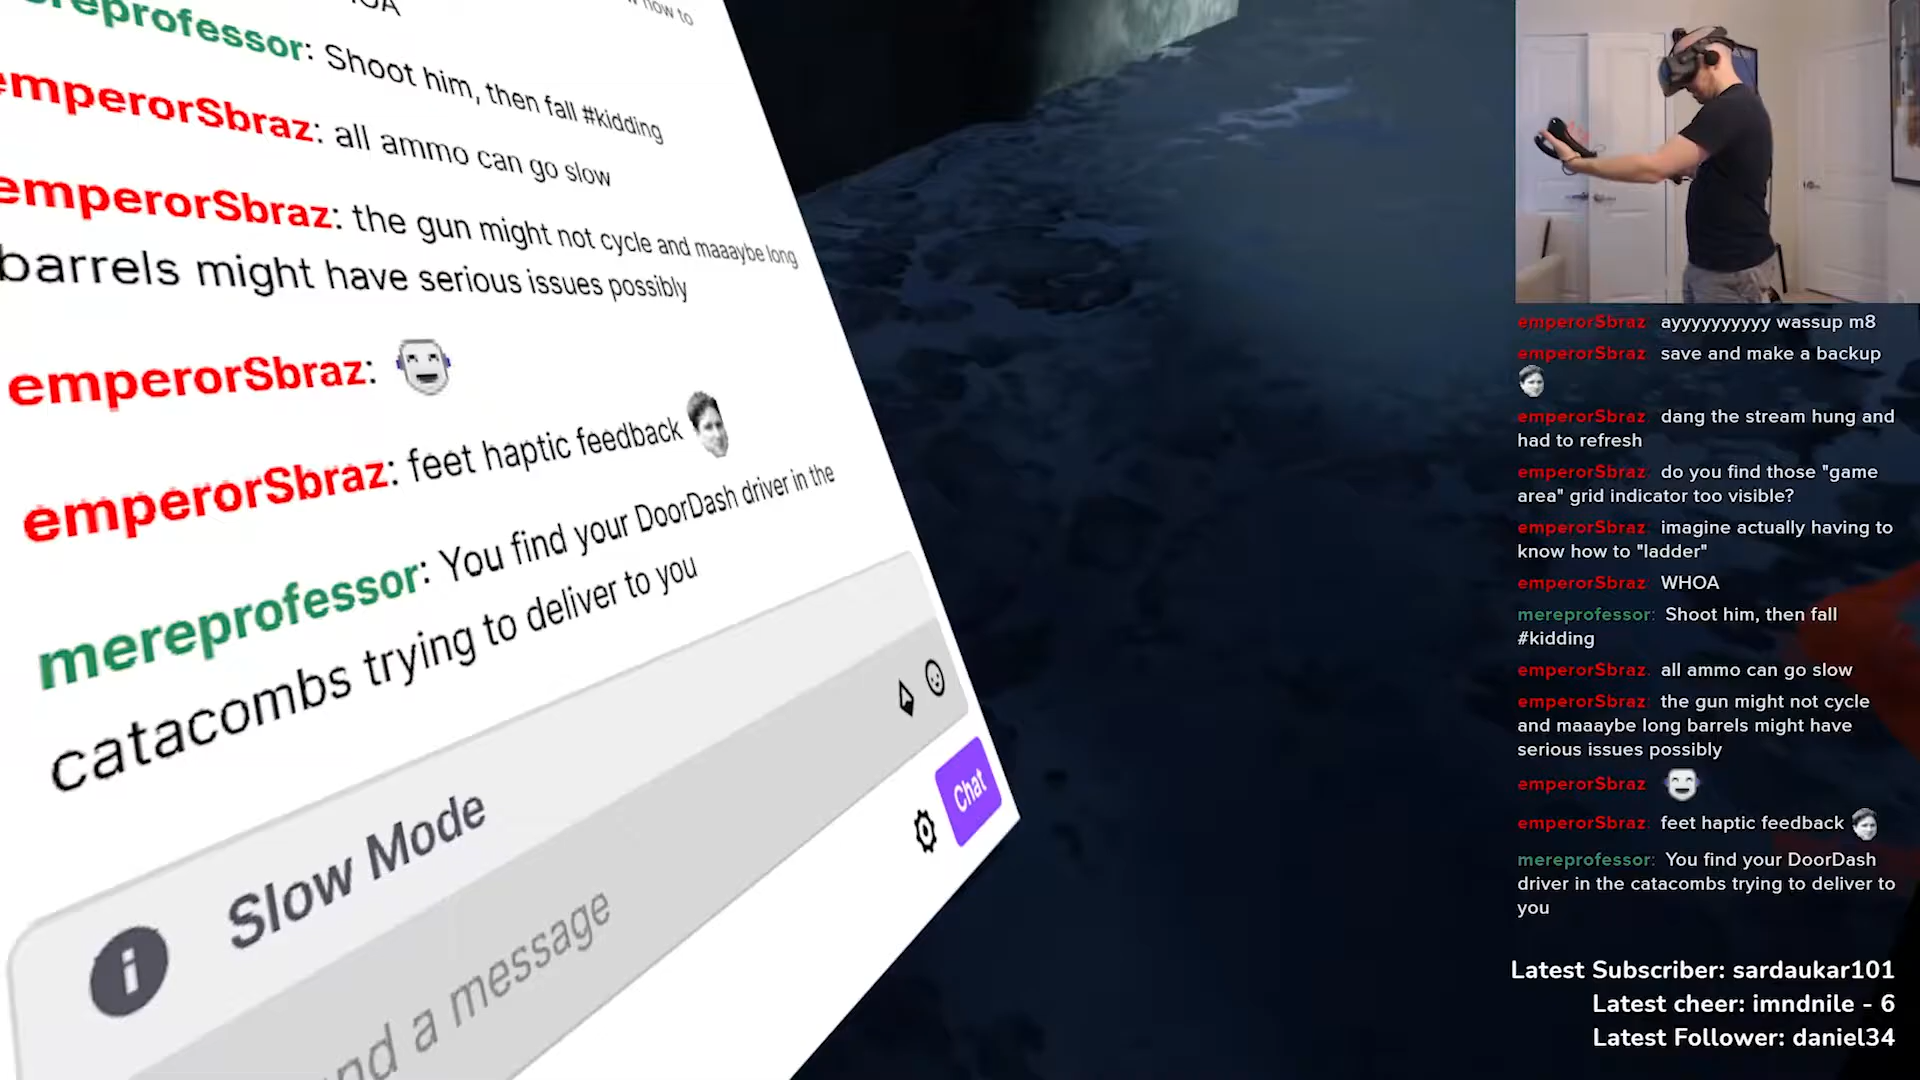 now to
reprofessor: Shoot him, then fall #kidding
emperorSbraz: all ammo can go slow
emperorSbraz: the gun might not cycle and maaaybe long
barrels might have serious issues possibly
emperorSbraz:
emperorSbraz: feet haptic feedback
mereprofessor: You find your DoorDash driver in the
catacombs trying to deliver to you
Slow Mode
nd a message
Chat
emperorSbraz: ayyyyyyyyyy wassup m8
emperorSbraz: save and make a backup
emperorSbraz: dang the stream hung and
had to refresh
emperorSbraz: do you find those "game
area" grid indicator too visible?
emperorSbraz: imagine actually having to
know how to "ladder"
emperorSbraz: WHOA
mereprofessor: Shoot him, then fall
#kidding
emperorSbraz: all ammo can go slow
emperorSbraz: the gun might not cycle
and maaaybe long barrels might have
serious issues possibly
emperorSbraz:
emperorSbraz: feet haptic feedback
mereprofessor: You find your DoorDash
driver in the catacombs trying to deliver to
you
Latest Subscriber: sardaukar101
Latest cheer: imndnile - 6
Latest Follower: daniel34